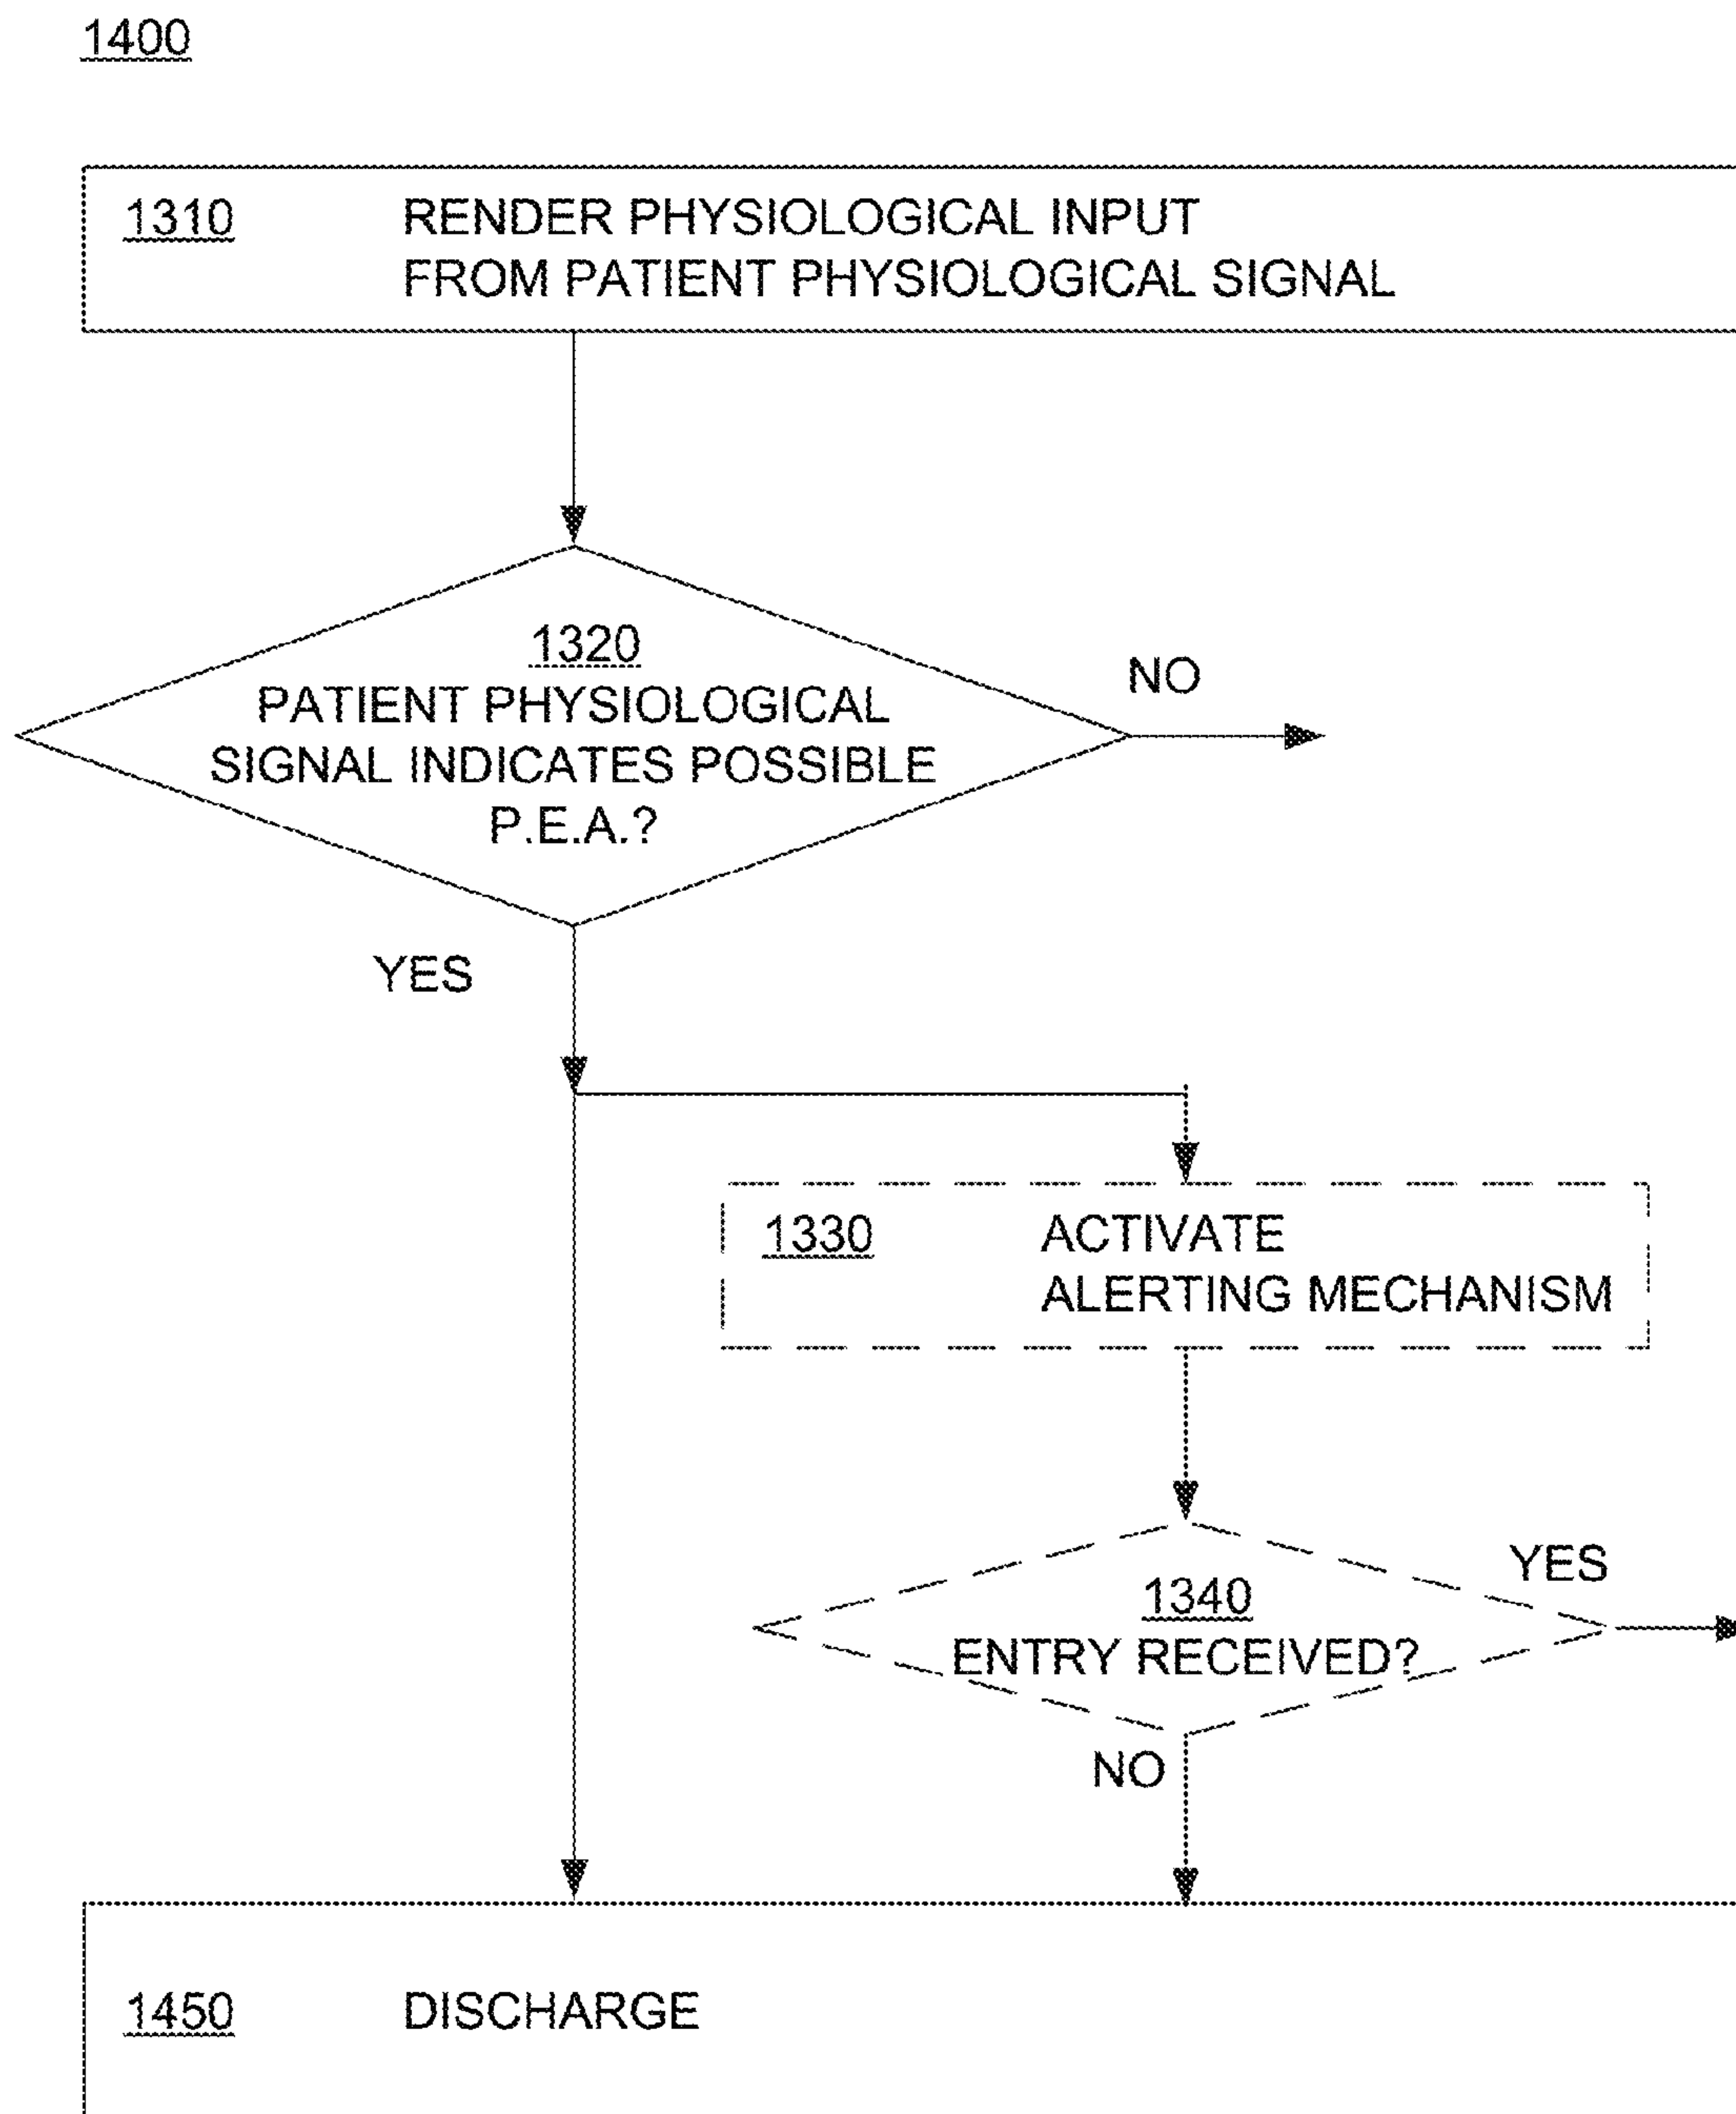 1400
1310 RENDER PHYSIOLOGICAL INPUT
FROM PATIENT PHYSIOLOGICAL SIGNAL
1320
PATIENT PHYSIOLOGICAL
SIGNAL INDICATES POSSIBLE
P.E.A.?
NO
YES
1330 ACTIVATE
ALERTING MECHANISM
1340
ENTRY RECEIVED?
YES
NO
1450 DISCHARGE